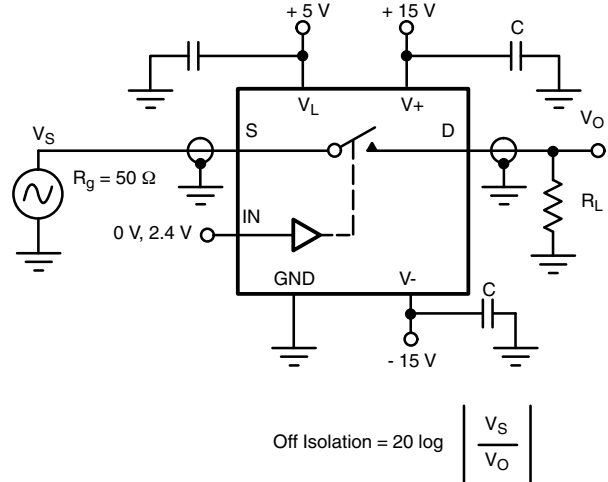 + 5 V
+ 15 V
C
V_L
V+
V_S
S
D
V_O
R_g = 50 Ω
R_L
IN
0 V, 2.4 V
GND
V-
C
- 15 V
Off Isolation = 20 log | V_S / V_O |